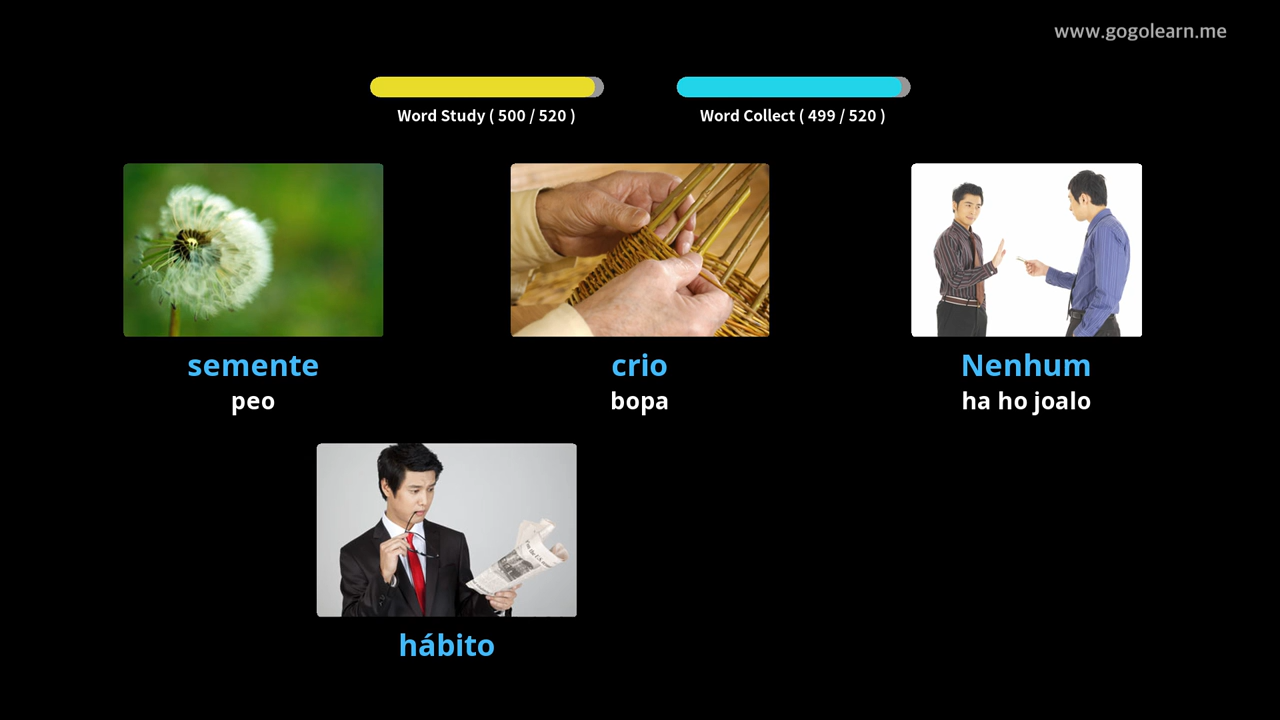 www.gogolearn.me
Word Study ( 500 / 520 )
Word Collect ( 499 / 520 )
semente
peo
crio
bopa
Nenhum
ha ho joalo
hábito